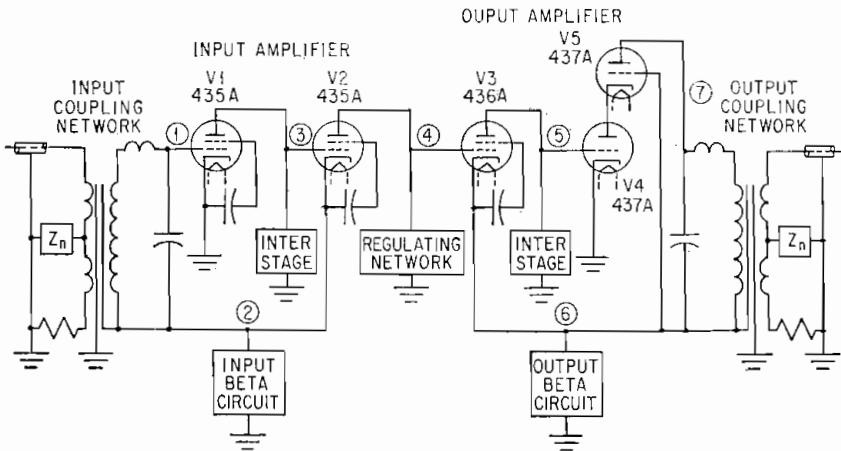 OUPUT AMPLIFIER
INPUT AMPLIFIER
V5
437A
INPUT
COUPLING
NETWORK
V1
435A
V2
435A
V3
436A
OUTPUT
COUPLING
NETWORK
1
3
4
5
7
V4
437A
Zn
INTER
STAGE
REGULATING
NETWORK
INTER
STAGE
Zn
2
6
INPUT
BETA
CIRCUIT
OUTPUT
BETA
CIRCUIT